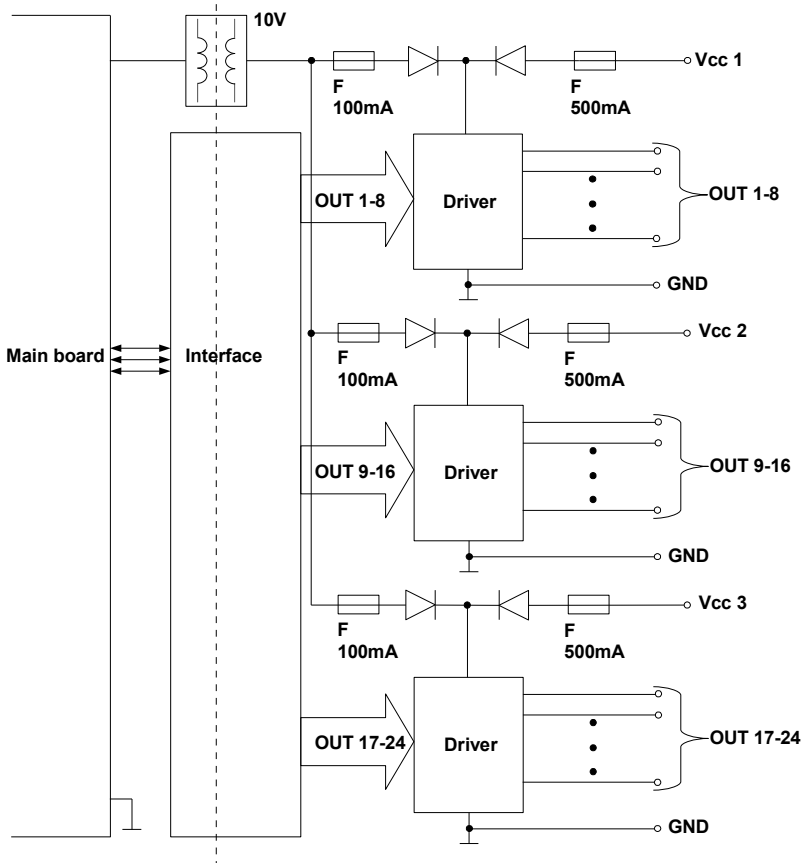 10V
Vcc 1
F
100mA
F
500mA
OUT 1-8
Driver
OUT 1-8
GND
Vcc 2
Main board
Interface
F
100mA
F
500mA
OUT 9-16
Driver
OUT 9-16
GND
Vcc 3
F
100mA
F
500mA
OUT 17-24
Driver
OUT 17-24
GND